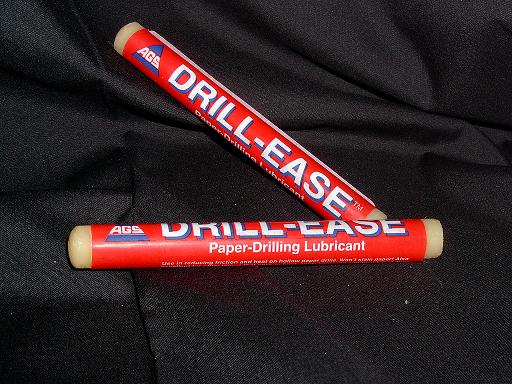 AGS
DRILL-EASE™
Paper-Drilling Lubricant
AGS
DRILL-EASE
Paper-Drilling Lubricant
Use in reducing friction and heat on hollow paper drills. Won't stain paper! Also